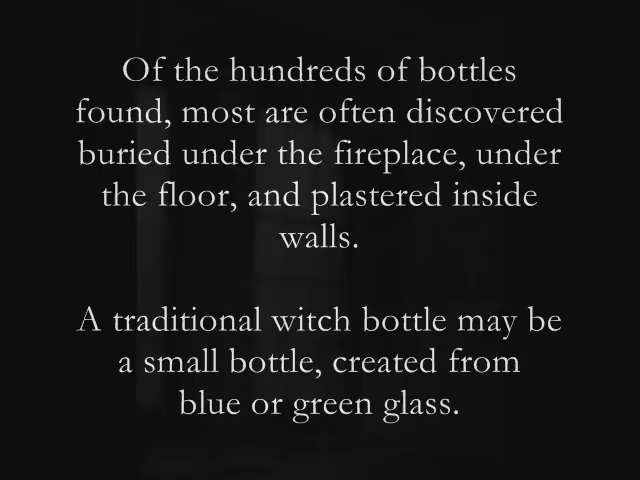 Of the hundreds of bottles
found, most are often discovered
buried under the fireplace, under
the floor, and plastered inside
walls.
A traditional witch bottle may be
a small bottle, created from
blue or green glass.